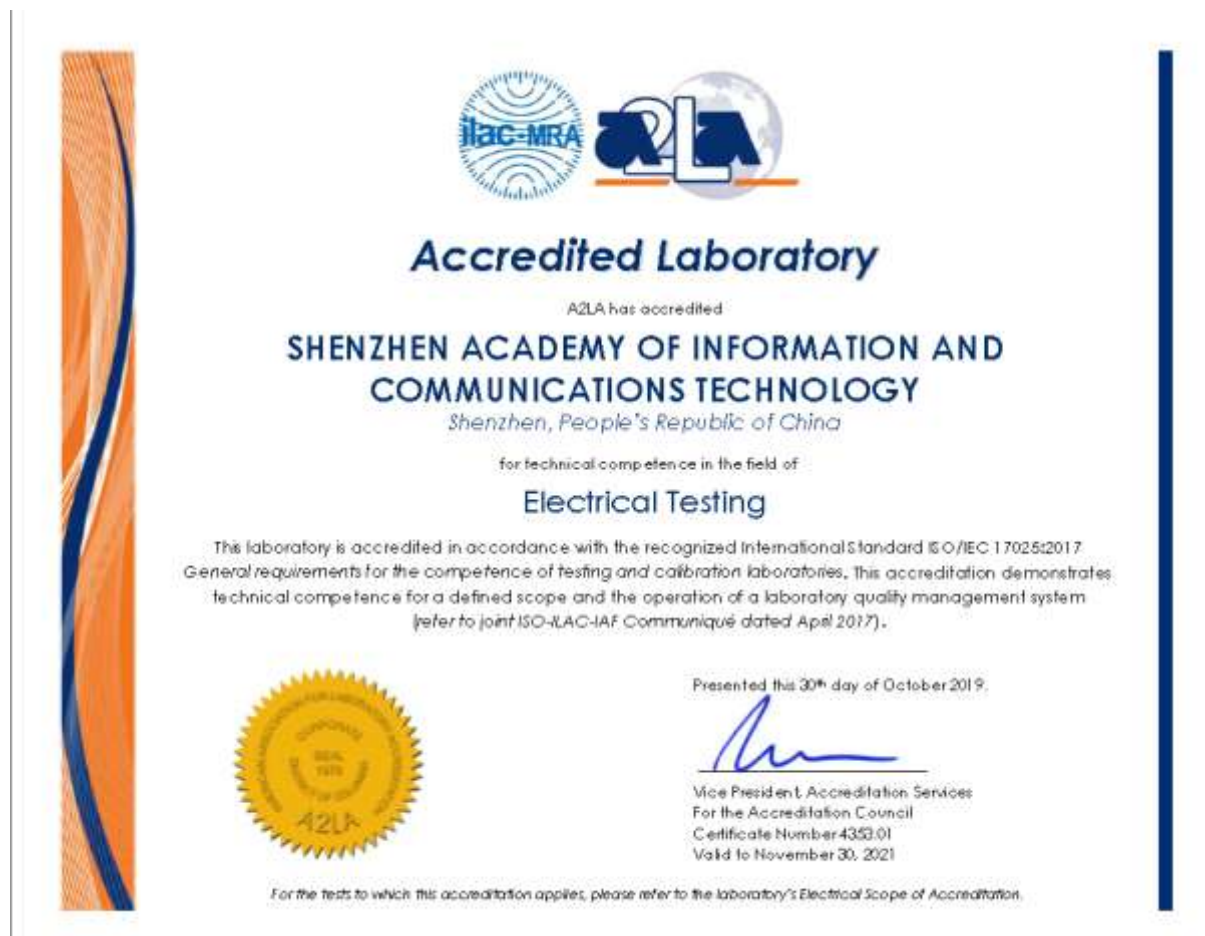 ilac-MRA
a2La
Accredited Laboratory
A2LA has accredited
SHENZHEN ACADEMY OF INFORMATION AND
COMMUNICATIONS TECHNOLOGY
Shenzhen, People's Republic of China
for technical competence in the field of
Electrical Testing
This laboratory is accredited in accordance with the recognized International Standard ISO/IEC 17025:2017
General requirements for the competence of testing and calibration laboratories. This accreditation demonstrates
technical competence for a defined scope and the operation of a laboratory quality management system
(refer to joint ISO-ILAC-IAF Communiqué dated April 2017).
Presented this 30th day of October 2019.
Vice President, Accreditation Services
For the Accreditation Council
Certificate Number 4353.01
Valid to November 30, 2021
CORPORATE
SEAL
A2LA
For the tests to which this accreditation applies, please refer to the laboratory's Electrical Scope of Accreditation.